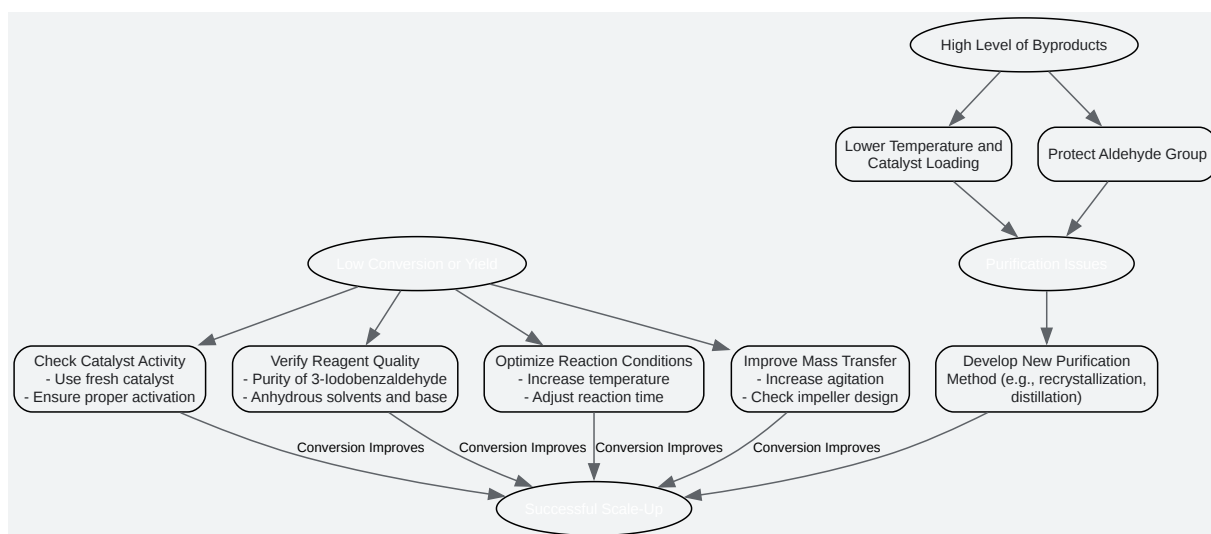 High Level of Byproducts
Lower Temperature and
Catalyst Loading
Protect Aldehyde Group
Low Conversion or Yield
Purification Issues
Check Catalyst Activity
- Use fresh catalyst
- Ensure proper activation
Verify Reagent Quality
- Purity of 3-Iodobenzaldehyde
- Anhydrous solvents and base
Optimize Reaction Conditions
- Increase temperature
- Adjust reaction time
Improve Mass Transfer
- Increase agitation
- Check impeller design
Develop New Purification
Method (e.g., recrystallization,
distillation)
Conversion Improves
Conversion Improves
Conversion Improves
Conversion Improves
Successful Scale-Up